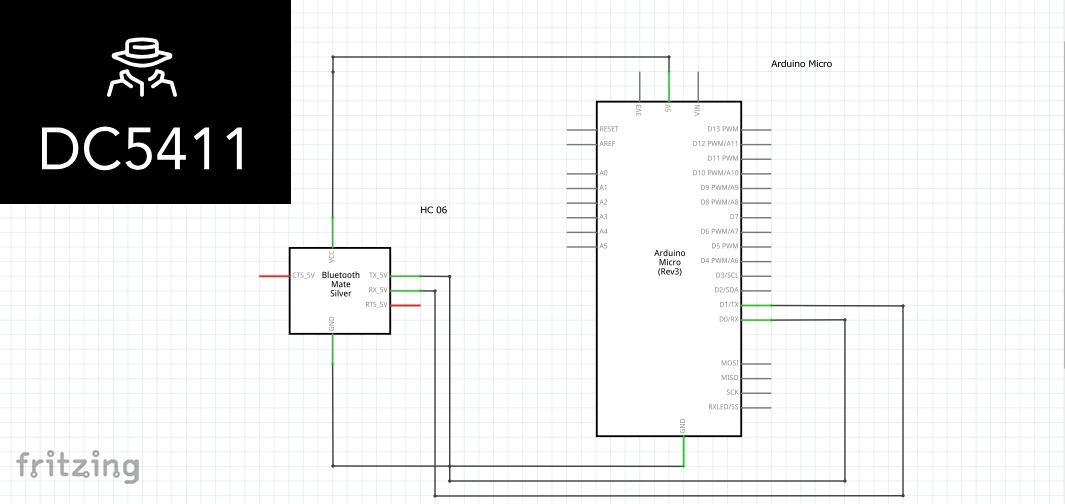 DC5411
Arduino Micro
3V3
5V
VIN
RESET
AREF
A0
A1
A2
A3
A4
A5
D13 PWM
D12 PWM/A11
D11 PWM
D10 PWM/A10
D9 PWM/A9
D8 PWM/A8
D7
D6 PWM/A7
D5 PWM
D4 PWM/A6
D3/SCL
D2/SDA
D1/TX
D0/RX
MOSI
MISO
SCK
RXLED/SS
GND
Arduino
Micro
(Rev3)
HC 06
VCC
CTS_5V
Bluetooth
Mate
Silver
TX_5V
RX_5V
RTS_5V
GND
fritzing